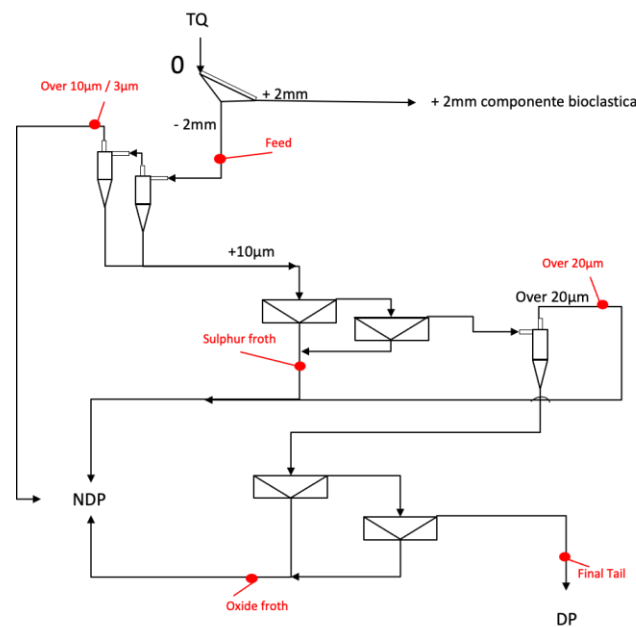 TQ
0
+ 2mm
+ 2mm componente bioclastica
Over 10µm / 3µm
- 2mm
Feed
+10µm
Over 20µm
Over 20µm
Sulphur froth
NDP
Final Tail
Oxide froth
DP